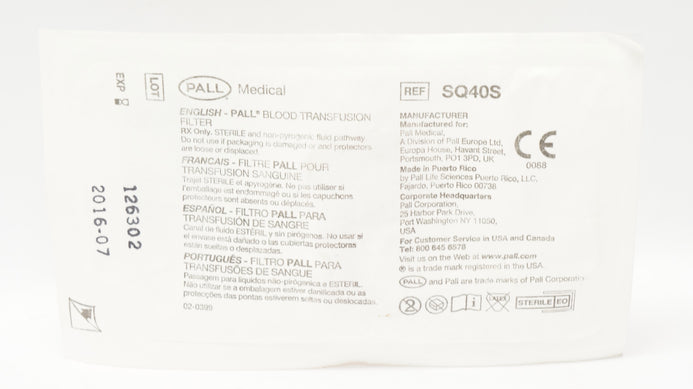 LOT
EXP
126302
2016-07
PALL Medical
ENGLISH - PALL® BLOOD TRANSFUSION
FILTER
RX Only. STERILE and non-pyrogenic fluid pathway.
Do not use if packaging is damaged or and protectors
are loose or displaced.
FRANCAIS - FILTRE PALL POUR
TRANSFUSION SANGUINE
Trajet STERILE et apyrogène. Ne pas utiliser si
l'emballage est endommagé ou si les capuchons
protecteurs sont absents ou déplacés.
ESPAÑOL - FILTRO PALL PARA
TRANSFUSIÓN DE SANGRE
Canal de fluido ESTÉRIL y sin pirógenos. No usar si
el envase está dañado o las cubiertas protectoras
están sueltas o desplazadas.
PORTUGUÊS - FILTRO PALL PARA
TRANSFUSÕES DE SANGUE
Passagem para líquidos não-pirogénica e ESTERIL.
Não utilizar se a embalagem estiver danificada ou as
protecções das pontas estiverem soltas ou deslocadas.
02-0399
REF SQ40S
MANUFACTURER
Manufactured for:
Pall Medical,
A Division of Pall Europe Ltd,
Europa House, Havant Street,
Portsmouth, PO1 3PD, UK
CE
0088
Made in Puerto Rico
by Pall Life Sciences Puerto Rico, LLC,
Fajardo, Puerto Rico 00738
Corporate Headquarters
Pall Corporation,
25 Harbor Park Drive,
Port Washington NY 11050,
USA
For Customer Service in USA and Canada
Tel: 800 645 6578
Visit us on the Web at www.pall.com
® is a trade mark registered in the USA.
PALL and Pall are trade marks of Pall Corporation
2
i
LATEX
STERILE EO